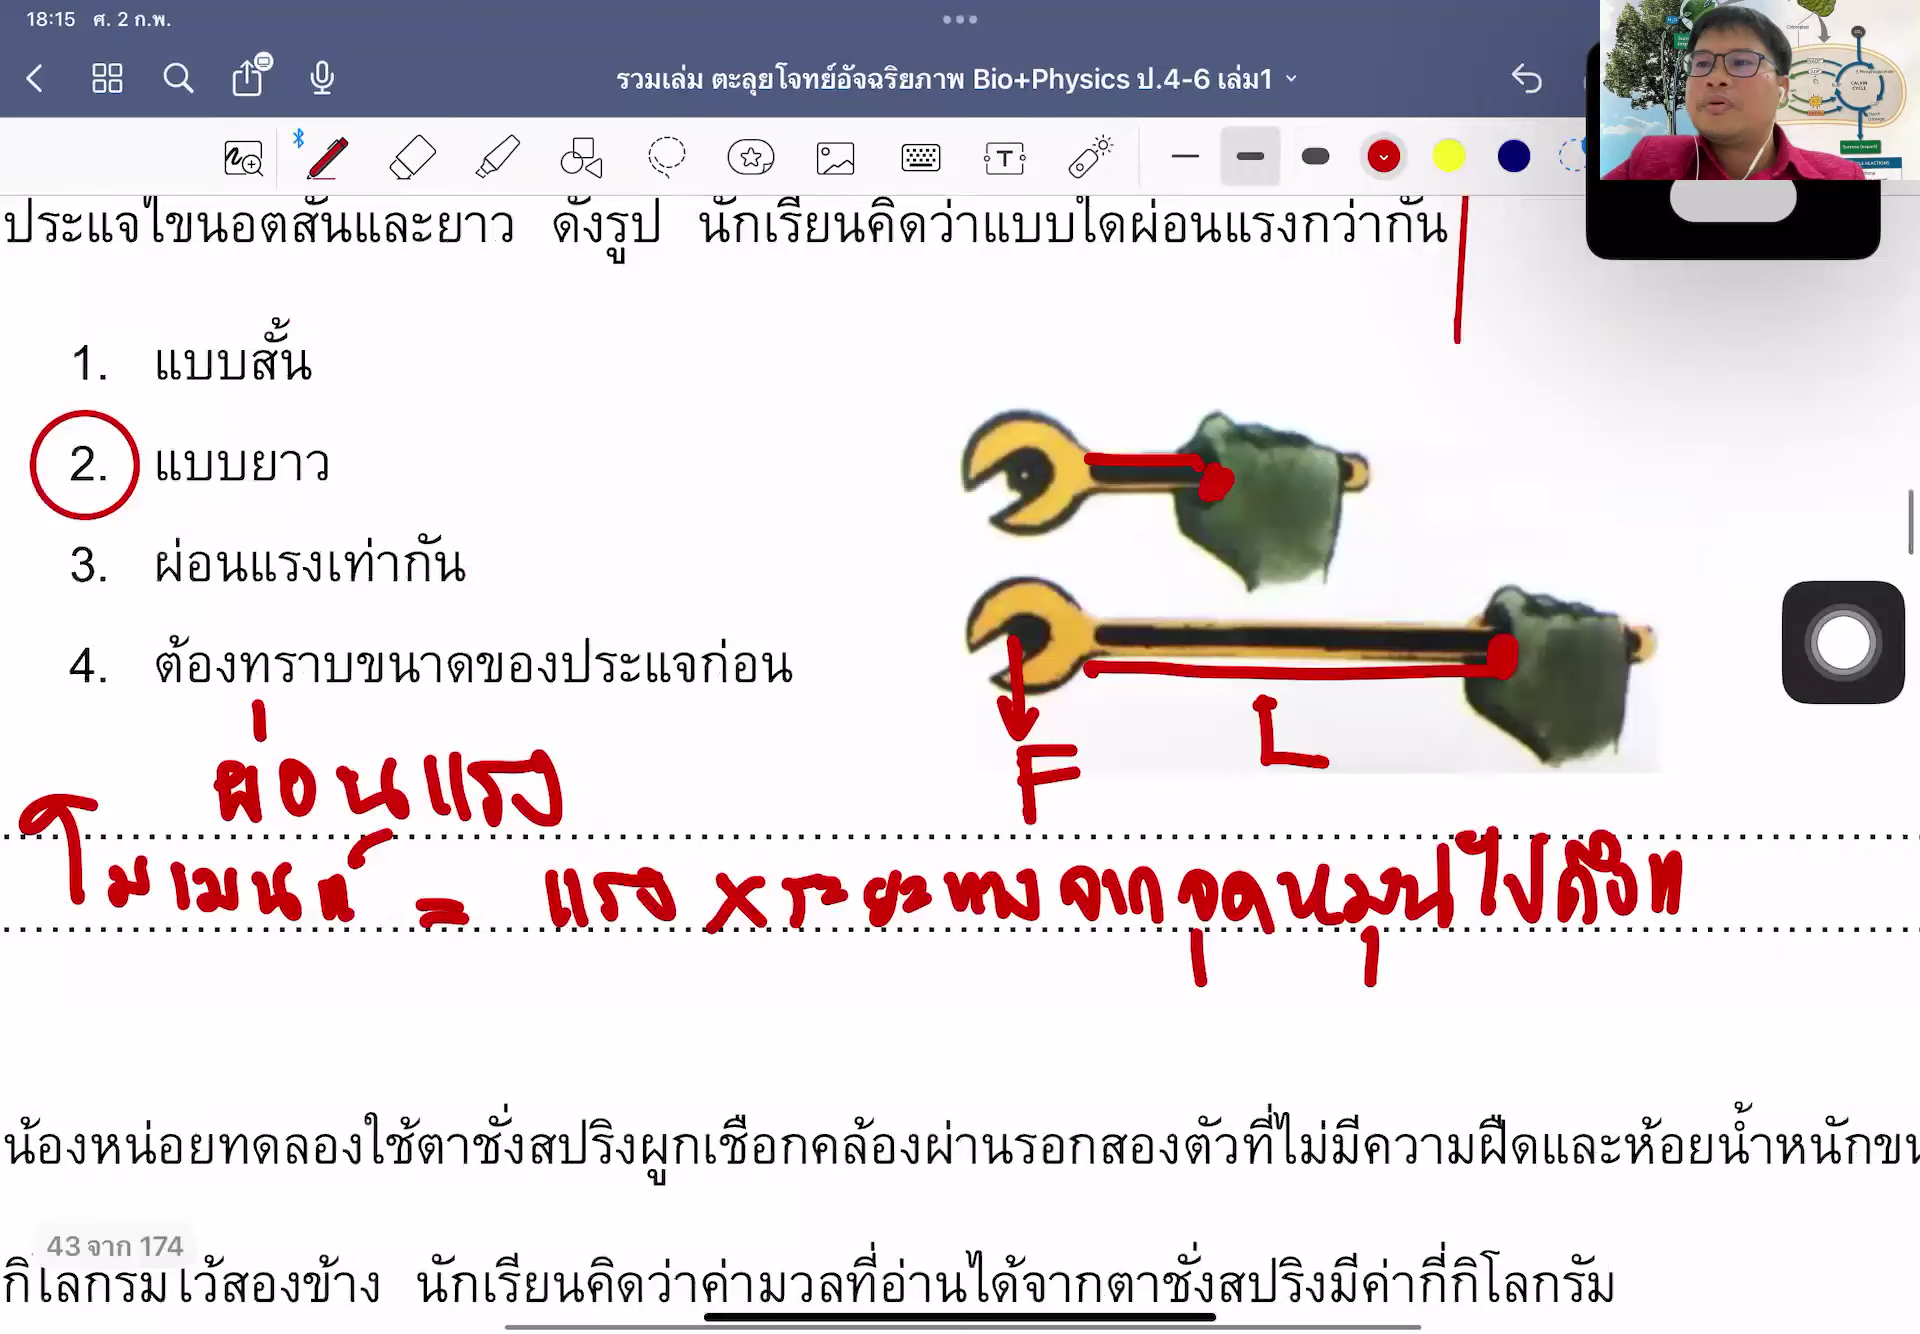 18:15 ศ. 2 ก.พ.
รวมเล่ม ตะลุยโจทย์อัจฉริยภาพ Bio+Physics ป.4-6 เล่ม1
ประแจไขนอตสั้นและยาว ดังรูป นักเรียนคิดว่าแบบใดผ่อนแรงกว่ากัน
1. แบบสั้น
2. แบบยาว
3. ผ่อนแรงเท่ากัน
4. ต้องทราบขนาดของประแจก่อน
L
F
ผ่อนแรง
โมเมนต์ = แรง x ระยะทางจากจุดหมุนไปถึงท
น้องหน่อยทดลองใช้ตาชั่งสปริงผูกเชือกคล้องผ่านรอกสองตัวที่ไม่มีความฝืดและห้อยน้ำหนักขน
43 จาก 174
กิโลกรัมไว้สองข้าง นักเรียนคิดว่าค่ามวลที่อ่านได้จากตาชั่งสปริงมีค่ากี่กิโลกรัม
CALVIN CYCLE